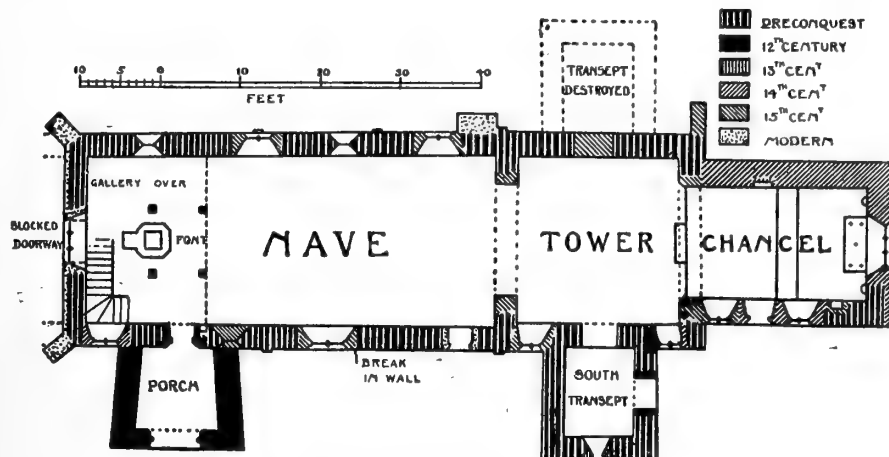 10 5 0 10 20 30 40
FEET
TRANSEPT
DESTROYED
PRECONQUEST
12TH CENTURY
13TH CENT
14TH CENT
15TH CENT
MODERN
GALLERY OVER
BLOCKED
DOORWAY
FONT
NAVE
TOWER
CHANCEL
BREAK
IN WALL
PORCH
SOUTH
TRANSEPT